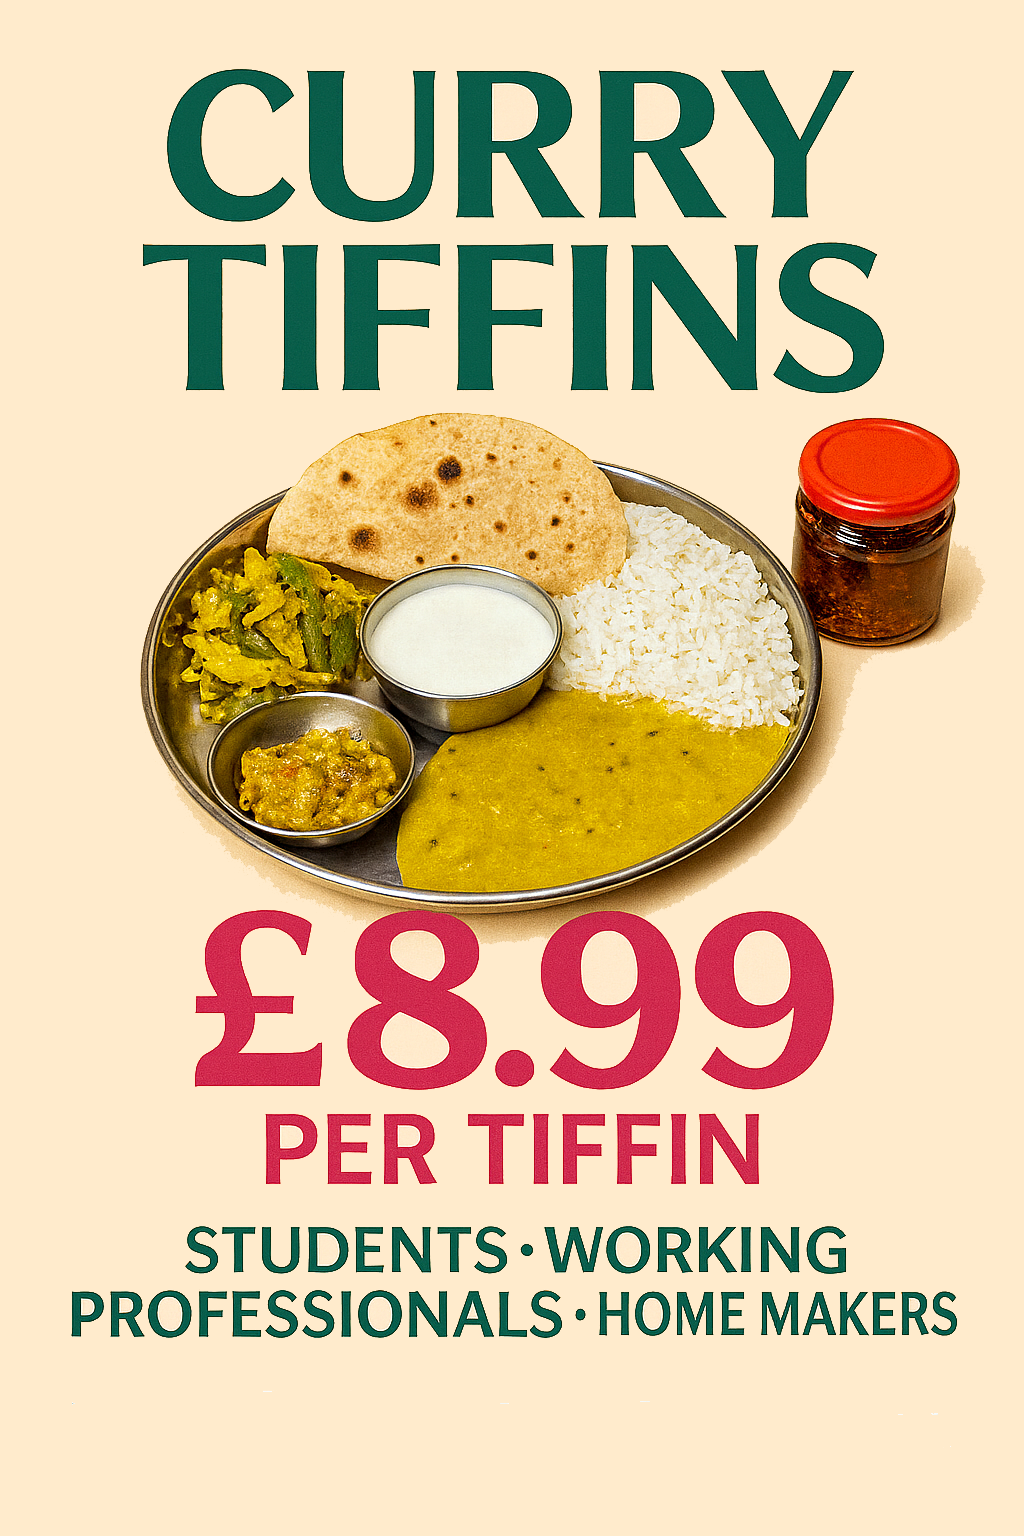 CURRY
TIFFINS
£8.99
PER TIFFIN
STUDENTS·WORKING
PROFESSIONALS·HOME MAKERS